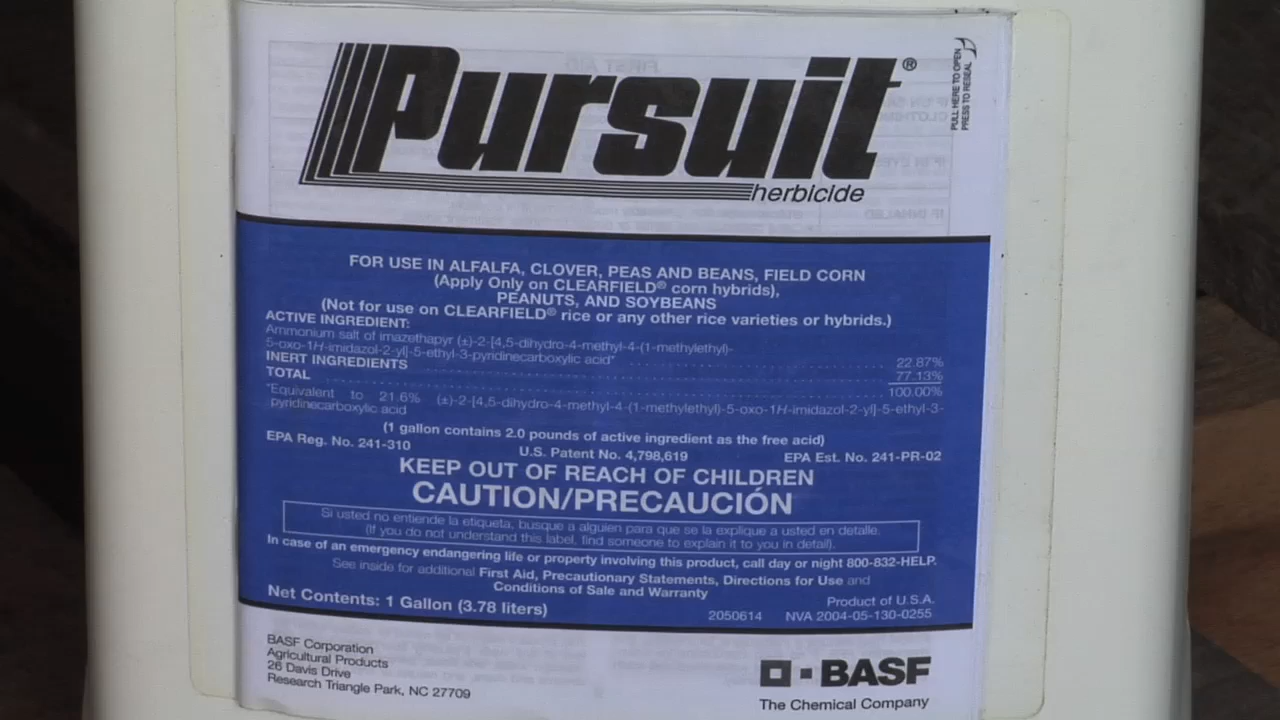 Pursuit®
herbicide
PULL HERE TO OPEN
PRESS TO RESEAL
FOR USE IN ALFALFA, CLOVER, PEAS AND BEANS, FIELD CORN
(Apply Only on CLEARFIELD® corn hybrids),
PEANUTS, AND SOYBEANS
(Not for use on CLEARFIELD® rice or any other rice varieties or hybrids.)
ACTIVE INGREDIENT:
Ammonium salt of imazethapyr (±)-2-[4,5-dihydro-4-methyl-4-(1-methylethyl)-
5-oxo-1H-imidazol-2-yl]-5-ethyl-3-pyridinecarboxylic acid* 22.87%
INERT INGREDIENTS 77.13%
TOTAL 100.00%
*Equivalent to 21.6% (±)-2-[4,5-dihydro-4-methyl-4-(1-methylethyl)-5-oxo-1H-imidazol-2-yl]-5-ethyl-3-
pyridinecarboxylic acid
(1 gallon contains 2.0 pounds of active ingredient as the free acid)
EPA Reg. No. 241-310 U.S. Patent No. 4,798,619 EPA Est. No. 241-PR-02
KEEP OUT OF REACH OF CHILDREN
CAUTION/PRECAUCIÓN
Si usted no entiende la etiqueta, busque a alguien para que se la explique a usted en detalle.
(If you do not understand this label, find someone to explain it to you in detail).
In case of an emergency endangering life or property involving this product, call day or night 800-832-HELP.
See inside for additional First Aid, Precautionary Statements, Directions for Use and
Conditions of Sale and Warranty
Net Contents: 1 Gallon (3.78 liters)
Product of U.S.A.
2050614 NVA 2004-05-130-0255
BASF Corporation
Agricultural Products
26 Davis Drive
Research Triangle Park, NC 27709
BASF
The Chemical Company